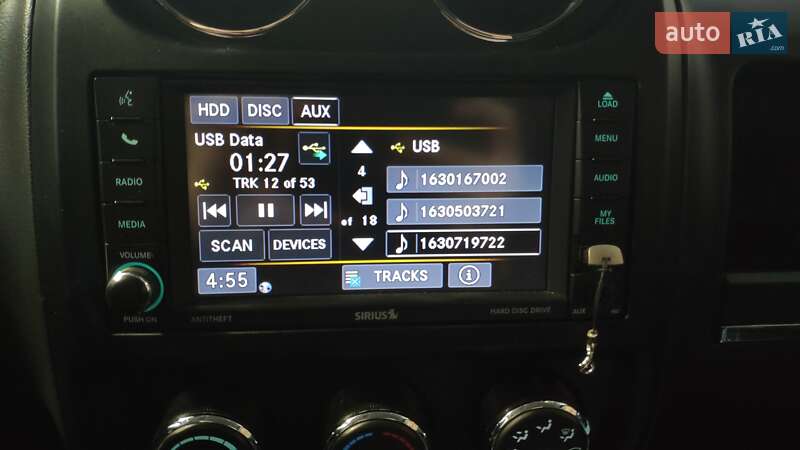 auto RIA .com
HDD DISC AUX
LOAD
USB Data
USB
MENU
01:27
4
1630167002
RADIO
TRK 12 of 53
AUDIO
1630503721
MEDIA
of 18
MY FILES
SCAN DEVICES
1630719722
VOLUME
4:55
TRACKS
i
PUSH ON
ANTITHEFT
SIRIUS
HARD DISC DRIVE
AUX